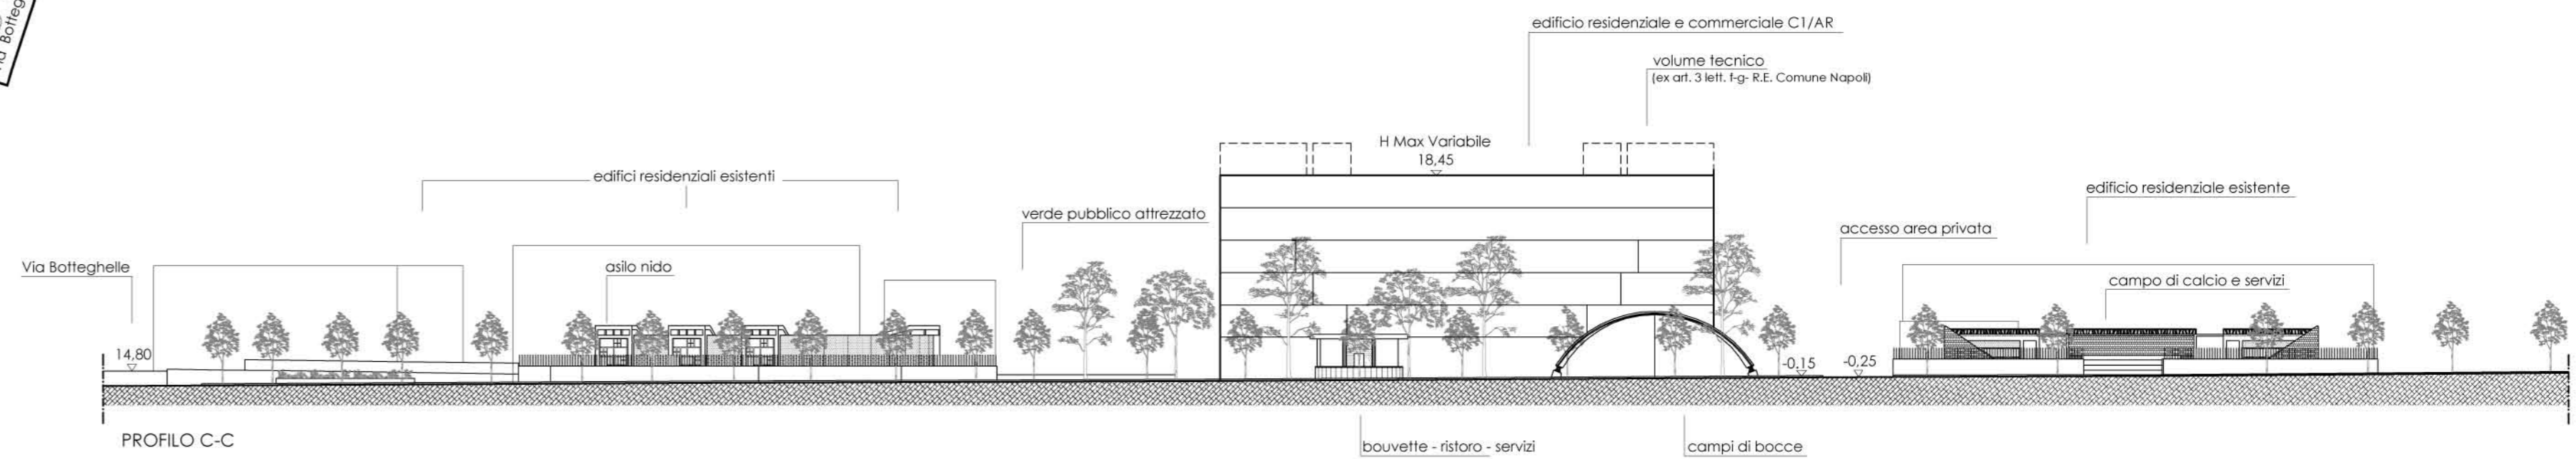 Via Botteg
edificio residenziale e commerciale C1/AR
volume tecnico
(ex art. 3 lett. f-g- R.E. Comune Napoli)
H Max Variabile
18,45
edifici residenziali esistenti
edificio residenziale esistente
verde pubblico attrezzato
accesso area privata
Via Botteghelle
asilo nido
campo di calcio e servizi
14,80
-0,15
-0,25
PROFILO C-C
bouvette - ristoro - servizi
campi di bocce